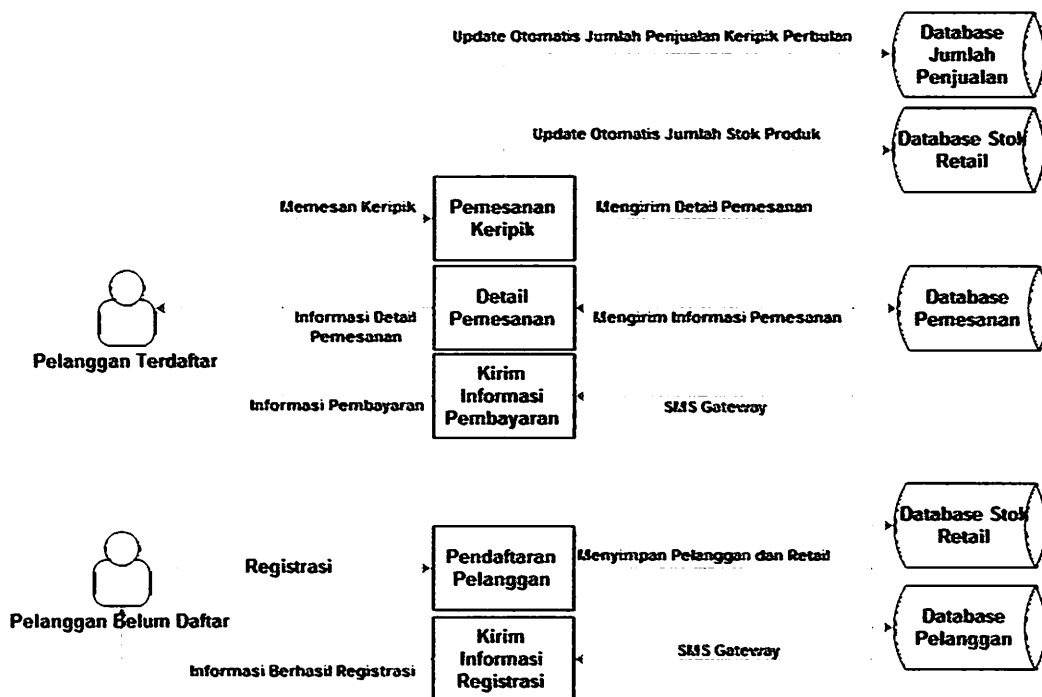 Update Otomatis Jumlah Penjualan Keripik Perbulan
Database
Jumlah
Penjualan
Update Otomatis Jumlah Stok Produk
Database Stok
Retail
Memesan Keripik
Pemesanan
Keripik
Mengirim Detail Pemesanan
Pelanggan Terdaftar
Informasi Detail
Pemesanan
Detail
Pemesanan
Mengirim Informasi Pemesanan
Database
Pemesanan
Informasi Pembayaran
Kirim
Informasi
Pembayaran
SMS Gateway
Pelanggan Belum Daftar
Registrasi
Pendaftaran
Pelanggan
Menyimpan Pelanggan dan Retail
Database Stok
Retail
Informasi Berhasil Registrasi
Kirim
Informasi
Registrasi
SMS Gateway
Database
Pelanggan